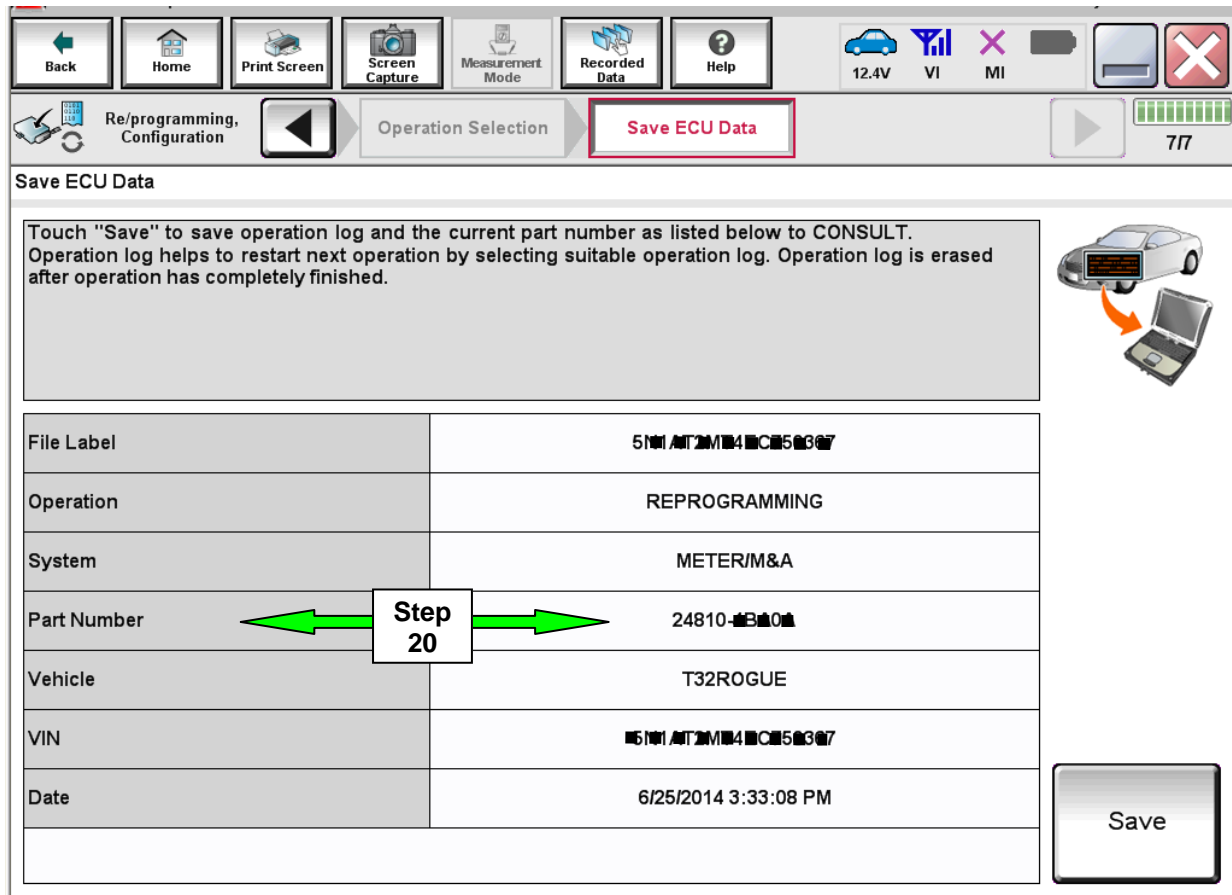 Back
Home
Print Screen
Screen
Capture
Measurement
Mode
Recorded
Data
Help
12.4V
VI
MI
Re/programming,
Configuration
Operation Selection
Save ECU Data
7/7
Save ECU Data
Touch "Save" to save operation log and the current part number as listed below to CONSULT.
Operation log helps to restart next operation by selecting suitable operation log. Operation log is erased
after operation has completely finished.
File Label
Operation REPROGRAMMING
System METER/M&A
Part Number
Step
20
Vehicle T32ROGUE
VIN
Date 6/25/2014 3:33:08 PM
Save